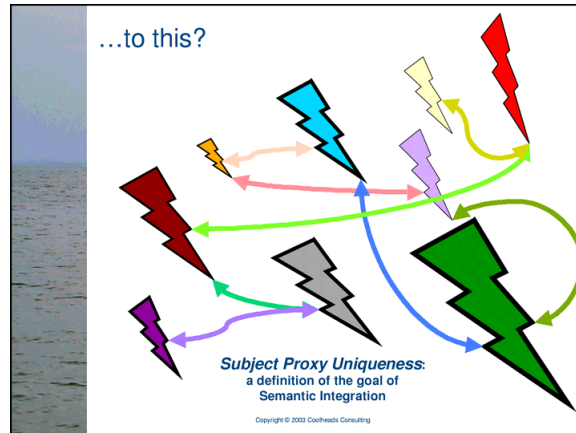 …to this?
Subject Proxy Uniqueness:
a definition of the goal of
Semantic Integration
Copyright © 2003 Coolheads Consulting